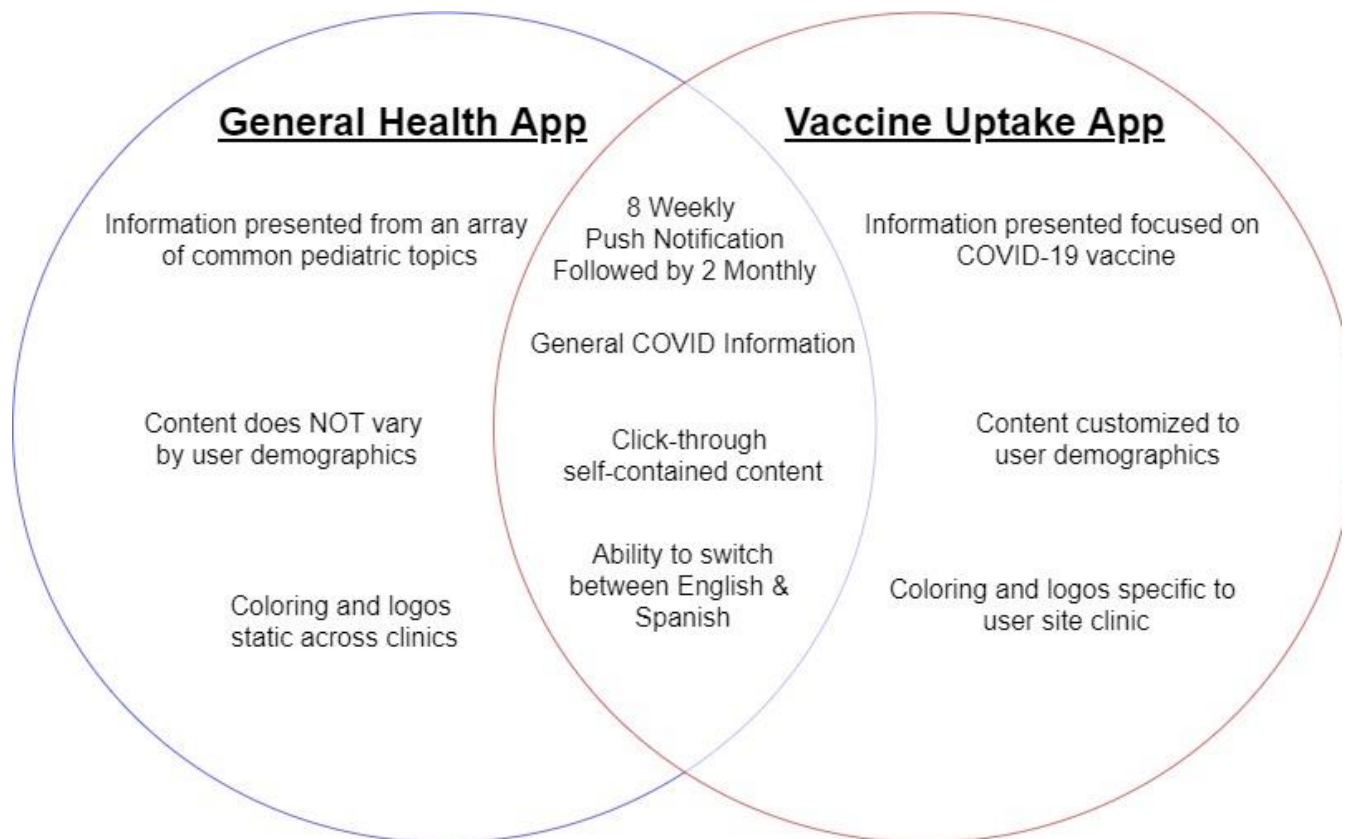 General Health App
Vaccine Uptake App
Information presented from an array
of common pediatric topics
8 Weekly
Push Notification
Followed by 2 Monthly
Information presented focused on
COVID-19 vaccine
General COVID Information
Content does NOT vary
by user demographics
Click-through
self-contained content
Content customized to
user demographics
Coloring and logos
static across clinics
Ability to switch
between English &
Spanish
Coloring and logos specific to
user site clinic